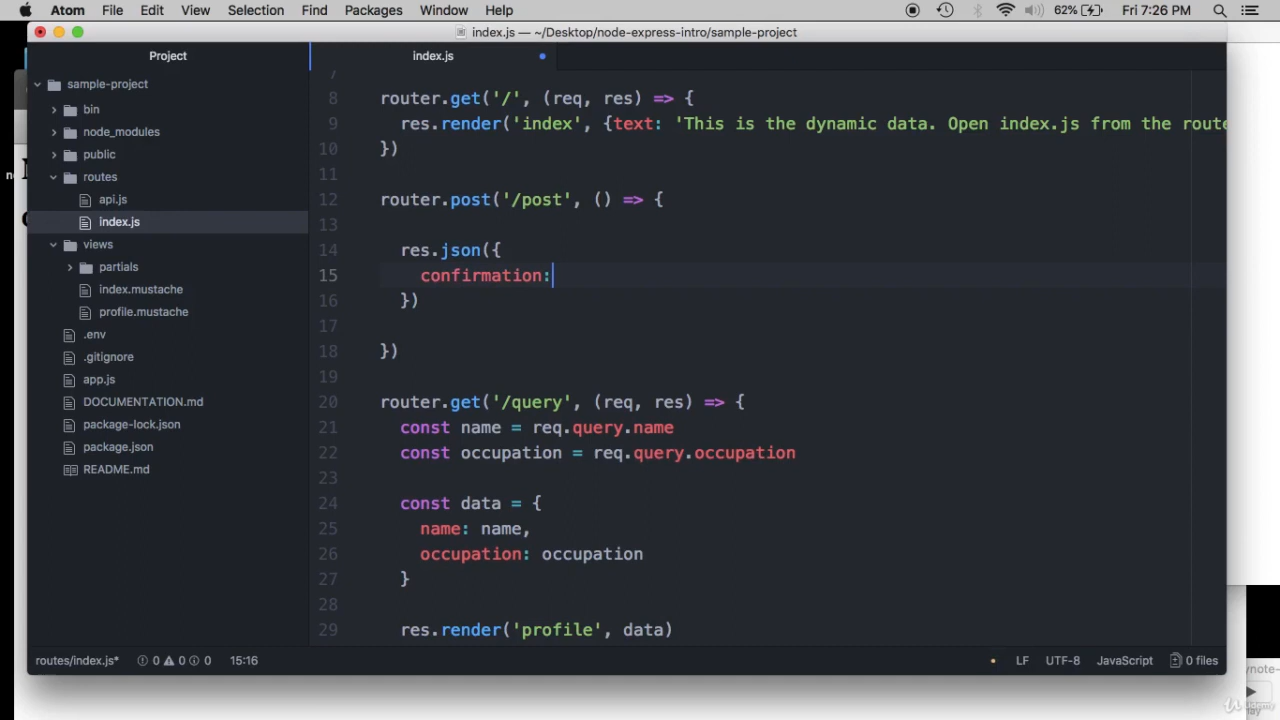 Atom File Edit View Selection Find Packages Window Help 62% Fri 7:26 PM
index.js — ~/Desktop/node-express-intro/sample-project
Project
index.js
sample-project
bin
node_modules
public
routes
api.js
index.js
views
partials
index.mustache
profile.mustache
.env
.gitignore
app.js
DOCUMENTATION.md
package-lock.json
package.json
README.md
7
8 router.get('/', (req, res) => {
9 res.render('index', {text: 'This is the dynamic data. Open index.js from the route
10 })
11
12 router.post('/post', () => {
13
14 res.json({
15 confirmation:
16 })
17
18 })
19
20 router.get('/query', (req, res) => {
21 const name = req.query.name
22 const occupation = req.query.occupation
23
24 const data = {
25 name: name,
26 occupation: occupation
27 }
28
29 res.render('profile', data)
routes/index.js* 0 0 0 15:16 LF UTF-8 JavaScript 0 files
ynote-
lay
Udemy